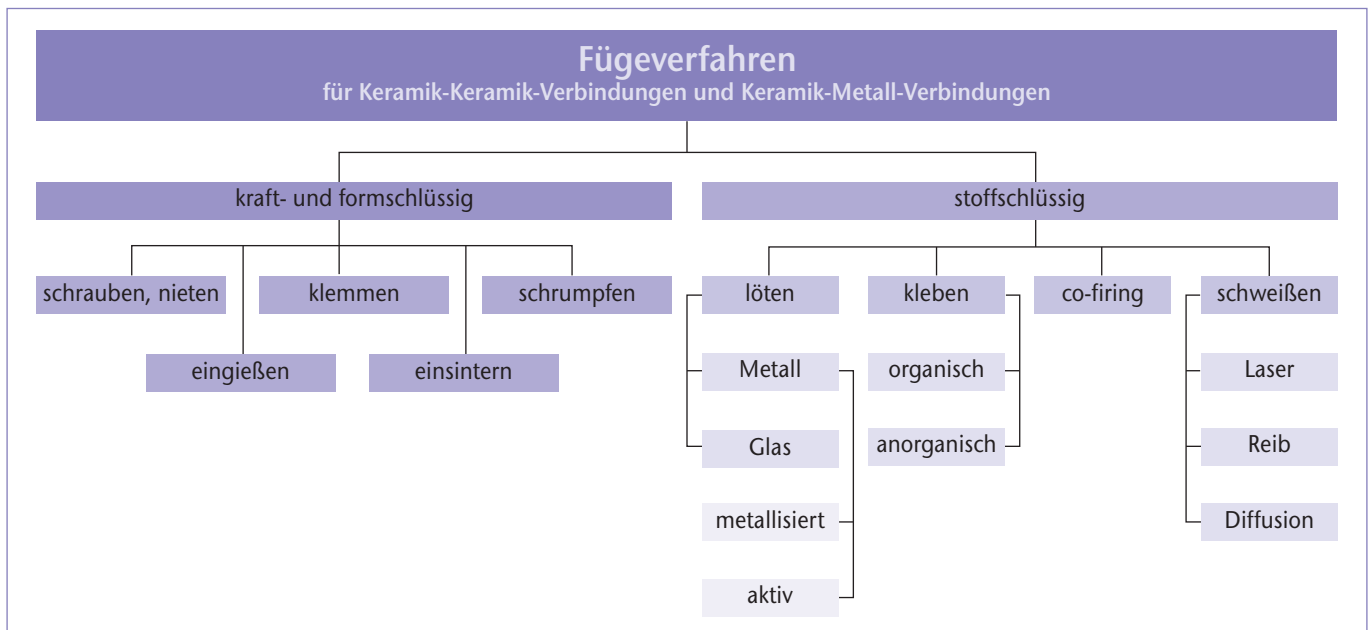 Fügeverfahren
für Keramik-Keramik-Verbindungen und Keramik-Metall-Verbindungen
kraft- und formschlüssig
stoffschlüssig
schrauben, nieten
klemmen
schrumpfen
eingießen
einsintern
löten
kleben
co-firing
schweißen
Metall
organisch
Laser
Glas
anorganisch
Reib
metallisiert
Diffusion
aktiv